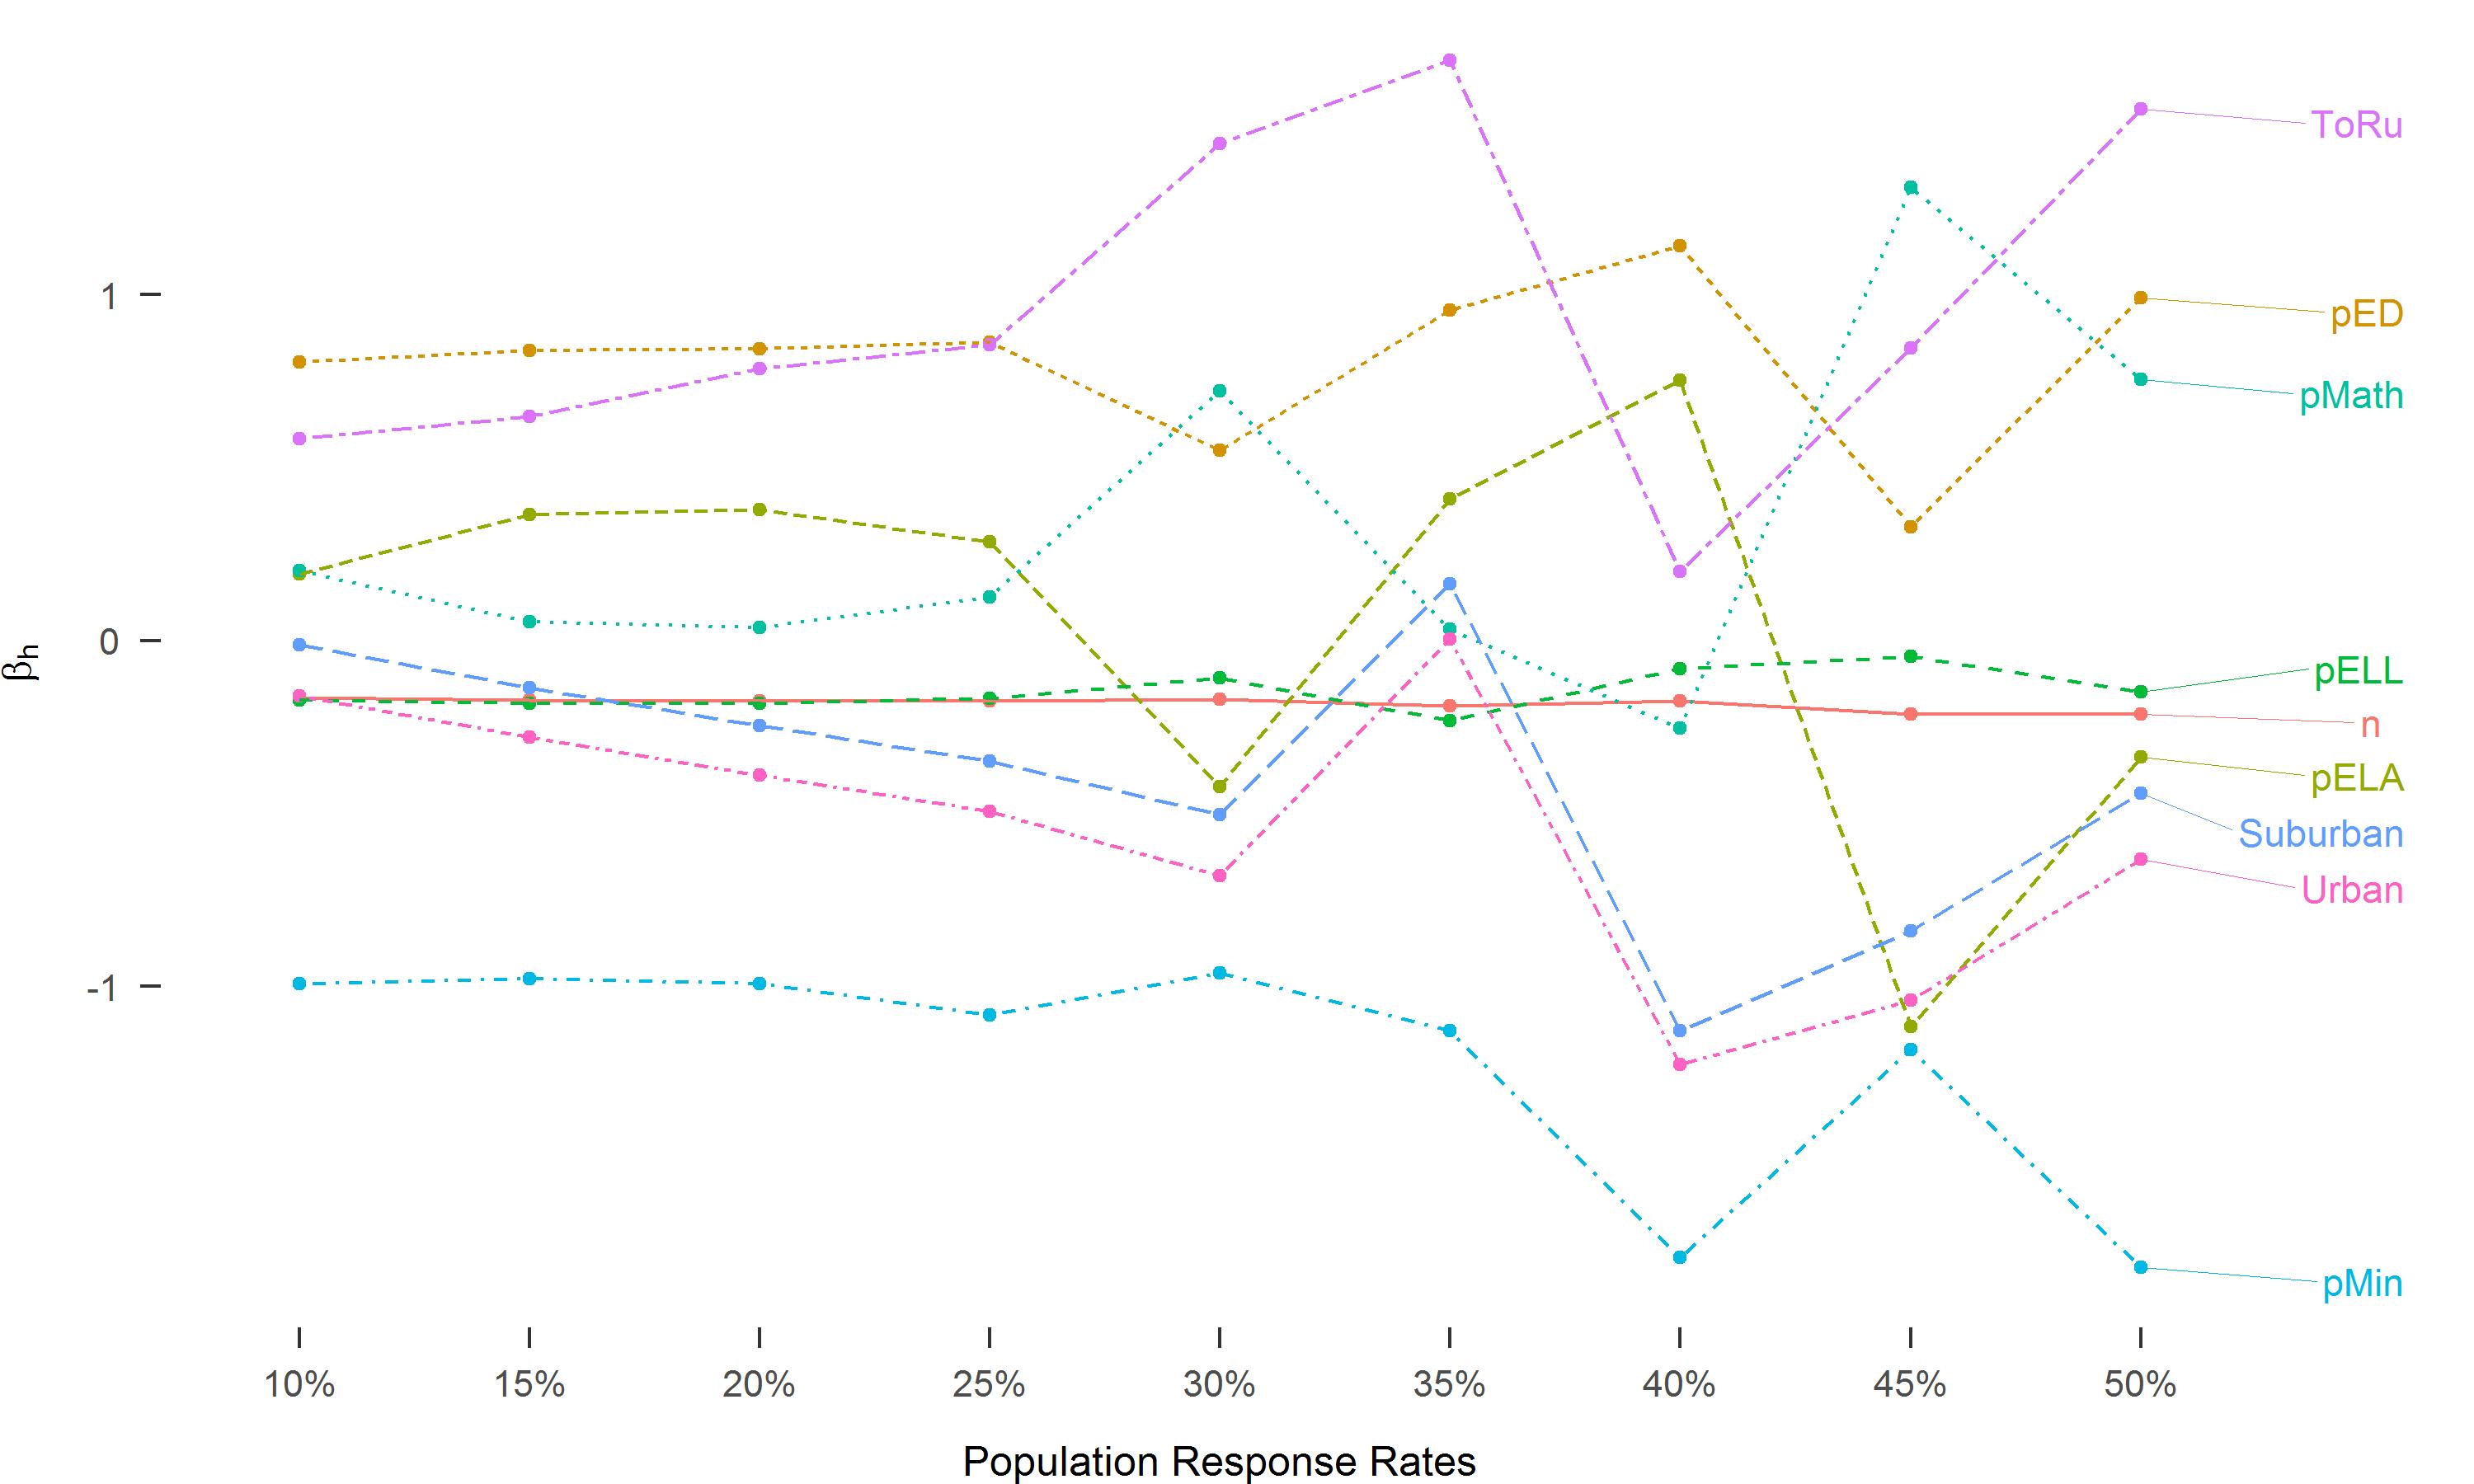 ToRu
1
pED
pMath
0
βh
pELL
n
pELA
Suburban
Urban
-1
pMin
10% 15% 20% 25% 30% 35% 40% 45% 50%
Population Response Rates